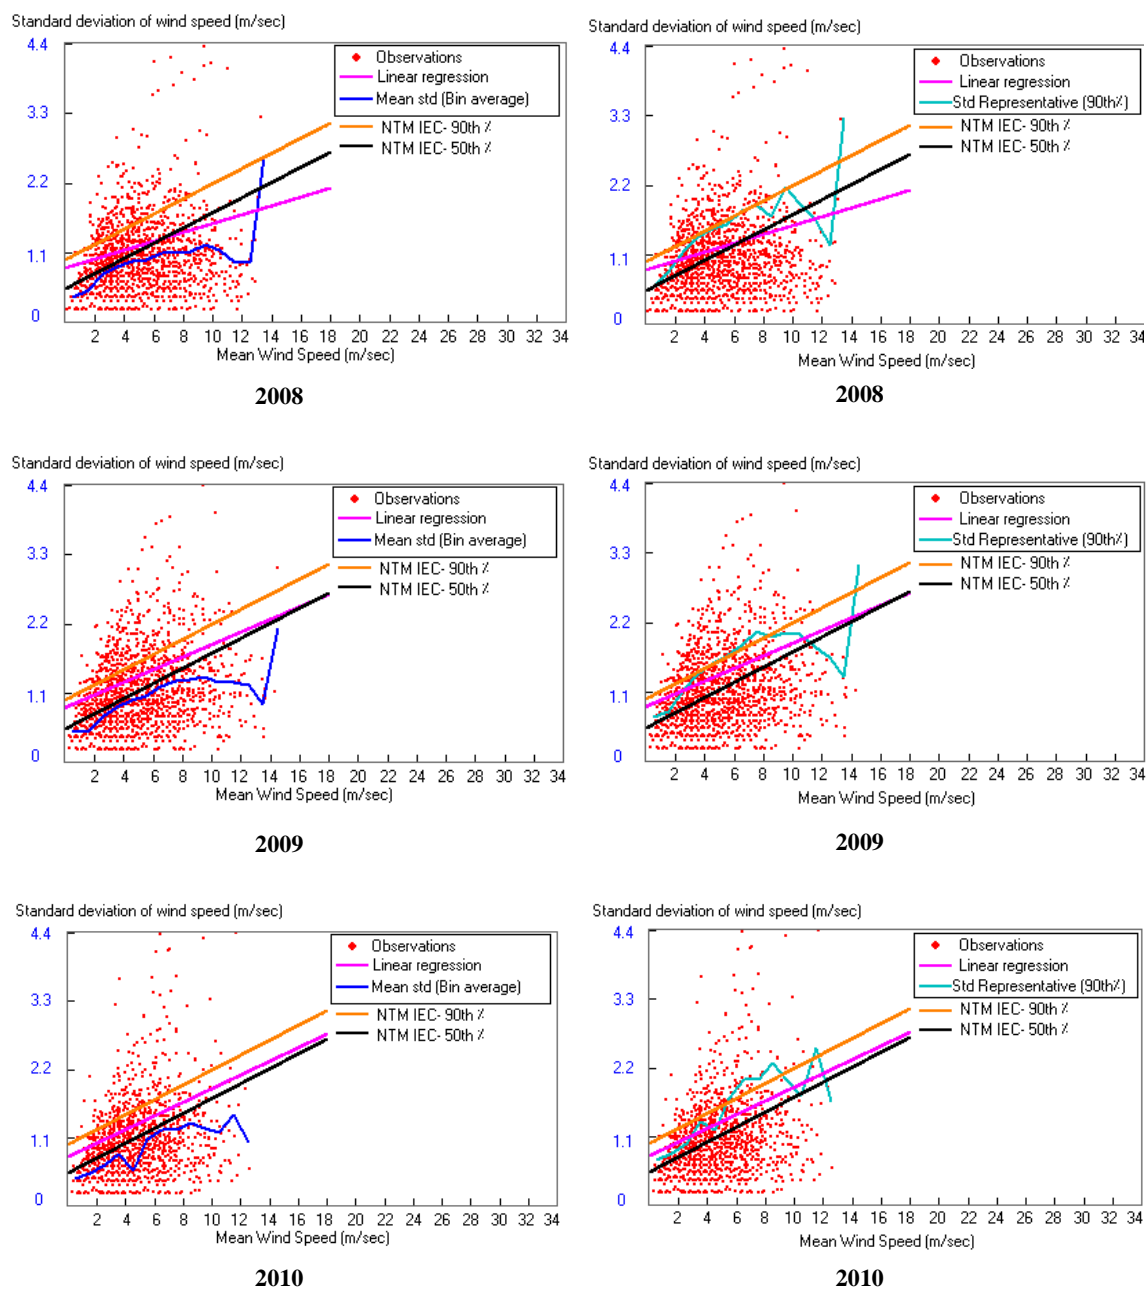 Standard deviation of wind speed (m/sec)
4.4
3.3
2.2
1.1
0
Observations
Linear regression
Mean std (Bin average)
NTM IEC- 90th %
NTM IEC- 50th %
2 4 6 8 10 12 14 16 18 20 22 24 26 28 30 32 34
Mean Wind Speed (m/sec)
2008
Standard deviation of wind speed (m/sec)
4.4
3.3
2.2
1.1
0
Observations
Linear regression
Std Representative (90th%)
NTM IEC- 90th %
NTM IEC- 50th %
2 4 6 8 10 12 14 16 18 20 22 24 26 28 30 32 34
Mean Wind Speed (m/sec)
2008
Standard deviation of wind speed (m/sec)
4.4
3.3
2.2
1.1
0
Observations
Linear regression
Mean std (Bin average)
NTM IEC- 90th %
NTM IEC- 50th %
2 4 6 8 10 12 14 16 18 20 22 24 26 28 30 32 34
Mean Wind Speed (m/sec)
2009
Standard deviation of wind speed (m/sec)
4.4
3.3
2.2
1.1
0
Observations
Linear regression
Std Representative (90th%)
NTM IEC- 90th %
NTM IEC- 50th %
2 4 6 8 10 12 14 16 18 20 22 24 26 28 30 32 34
Mean Wind Speed (m/sec)
2009
Standard deviation of wind speed (m/sec)
4.4
3.3
2.2
1.1
0
Observations
Linear regression
Mean std (Bin average)
NTM IEC- 90th %
NTM IEC- 50th %
2 4 6 8 10 12 14 16 18 20 22 24 26 28 30 32 34
Mean Wind Speed (m/sec)
2010
Standard deviation of wind speed (m/sec)
4.4
3.3
2.2
1.1
0
Observations
Linear regression
Std Representative (90th%)
NTM IEC- 90th %
NTM IEC- 50th %
2 4 6 8 10 12 14 16 18 20 22 24 26 28 30 32 34
Mean Wind Speed (m/sec)
2010